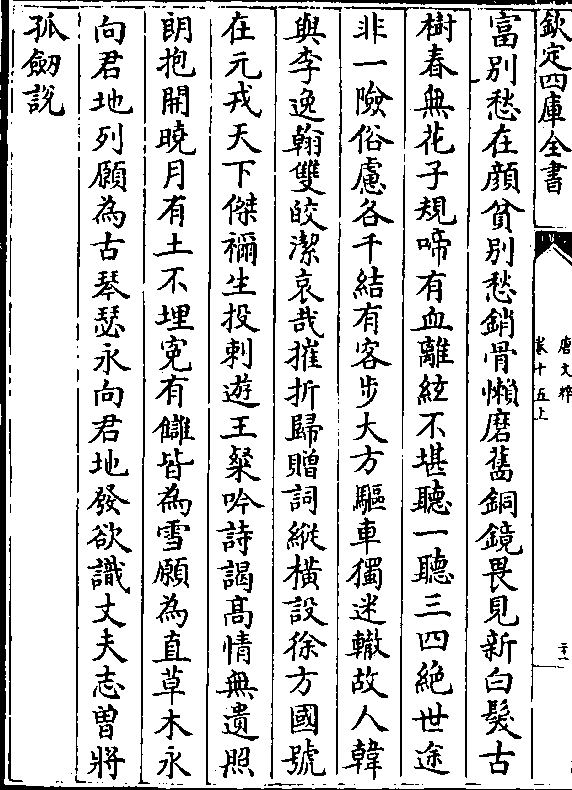 欽定四庫全書
唐文粹
卷十五上
二十一
富別愁在顔貧別愁銷骨懶磨舊銅鏡畏見新白髮古
樹春無花子規啼有血離絃不堪聽一聽三四絶世途
非一險俗慮各千結有客步大方驅車獨迷轍故人韓
與李逸翰雙皎潔哀哉摧折歸贈詞縱橫設徐方國號
在元戎天下傑禰生投刺遊王粲吟詩謁髙情無遺照
朗抱開曉月有土不埋寃有讎皆為雪願為直草木永
向君地列願為古琴瑟永向君地發欲識丈夫志曽將
孤劒説